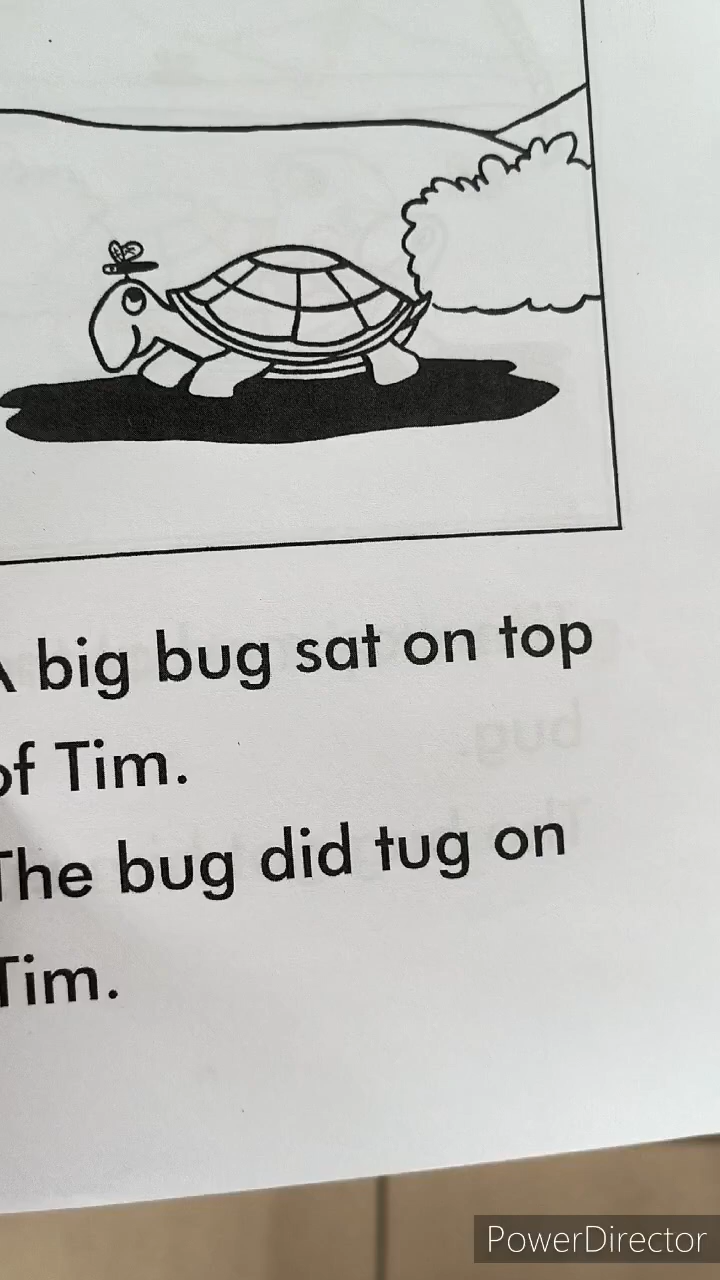 A big bug sat on top
of Tim.
The bug did tug on
Tim.
PowerDirector